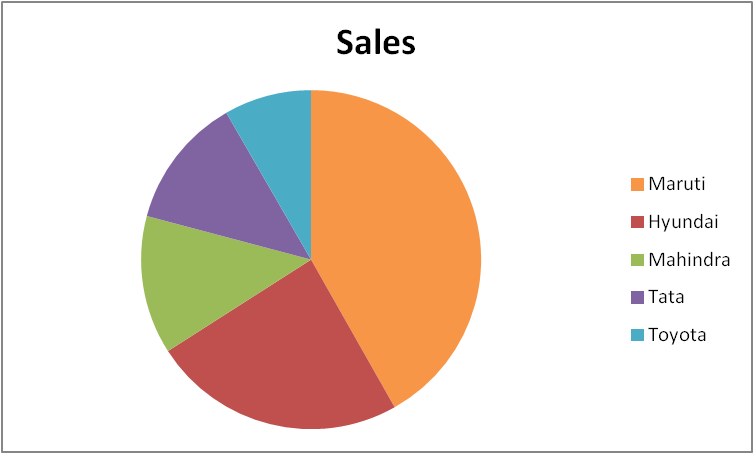 Sales
Maruti
Hyundai
Mahindra
Tata
Toyota